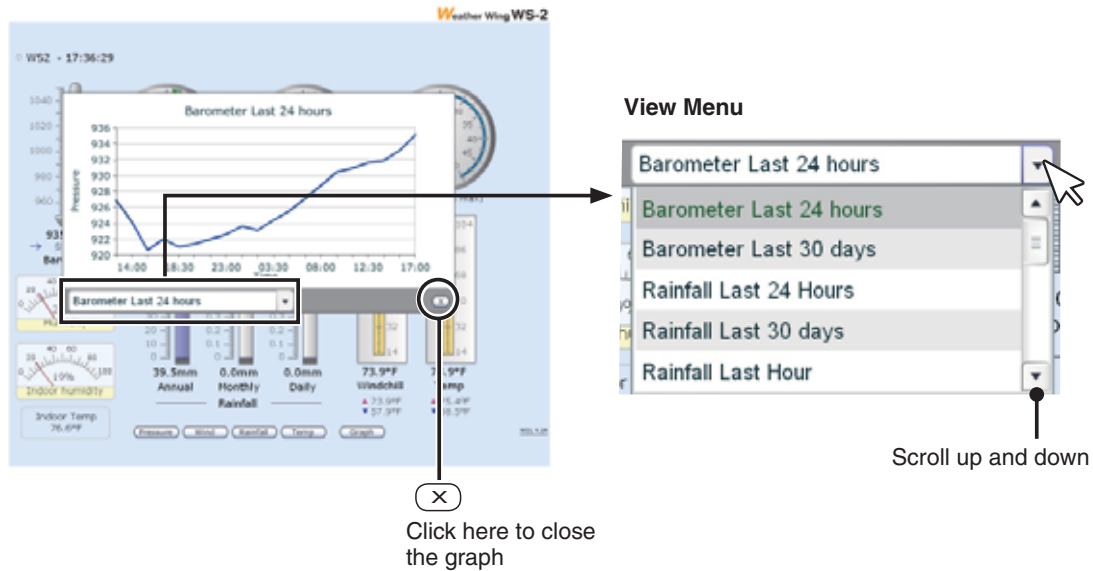 Weather Wing WS-2
WS2 - 17:36:29
1040
1020
1000
980
960
Barometer Last 24 hours
936
934
932
930
928
926
924
922
920
Pressure
14:00 18:30 23:00 03:30 08:00 12:30 17:00
Time
Barometer Last 24 hours
39.5mm 0.0mm 0.0mm 73.9°F
Annual Monthly Daily Windchill
Rainfall
19%
Indoor humidity
Indoor Temp
76.6°F
Pressure Wind Rainfall Temp Graph
View Menu
Barometer Last 24 hours
Barometer Last 24 hours
Barometer Last 30 days
Rainfall Last 24 Hours
Rainfall Last 30 days
Rainfall Last Hour
Scroll up and down
X
Click here to close
the graph